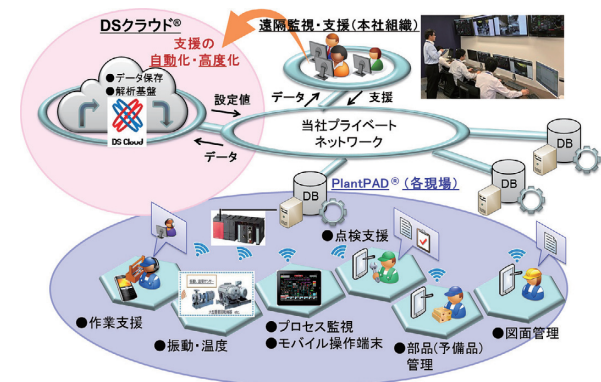 DSクラウド®
支援の
自動化・高度化
●データ保存
●解析基盤
DS Cloud
設定値
データ
遠隔監視・支援(本社組織)
データ
支援
当社プライベート
ネットワーク
DB
DB
DB
PlantPAD®(各現場)
●点検支援
●作業支援
●振動・温度
●プロセス監視
●モバイル操作端末
●部品(予備品)
管理
●図面管理